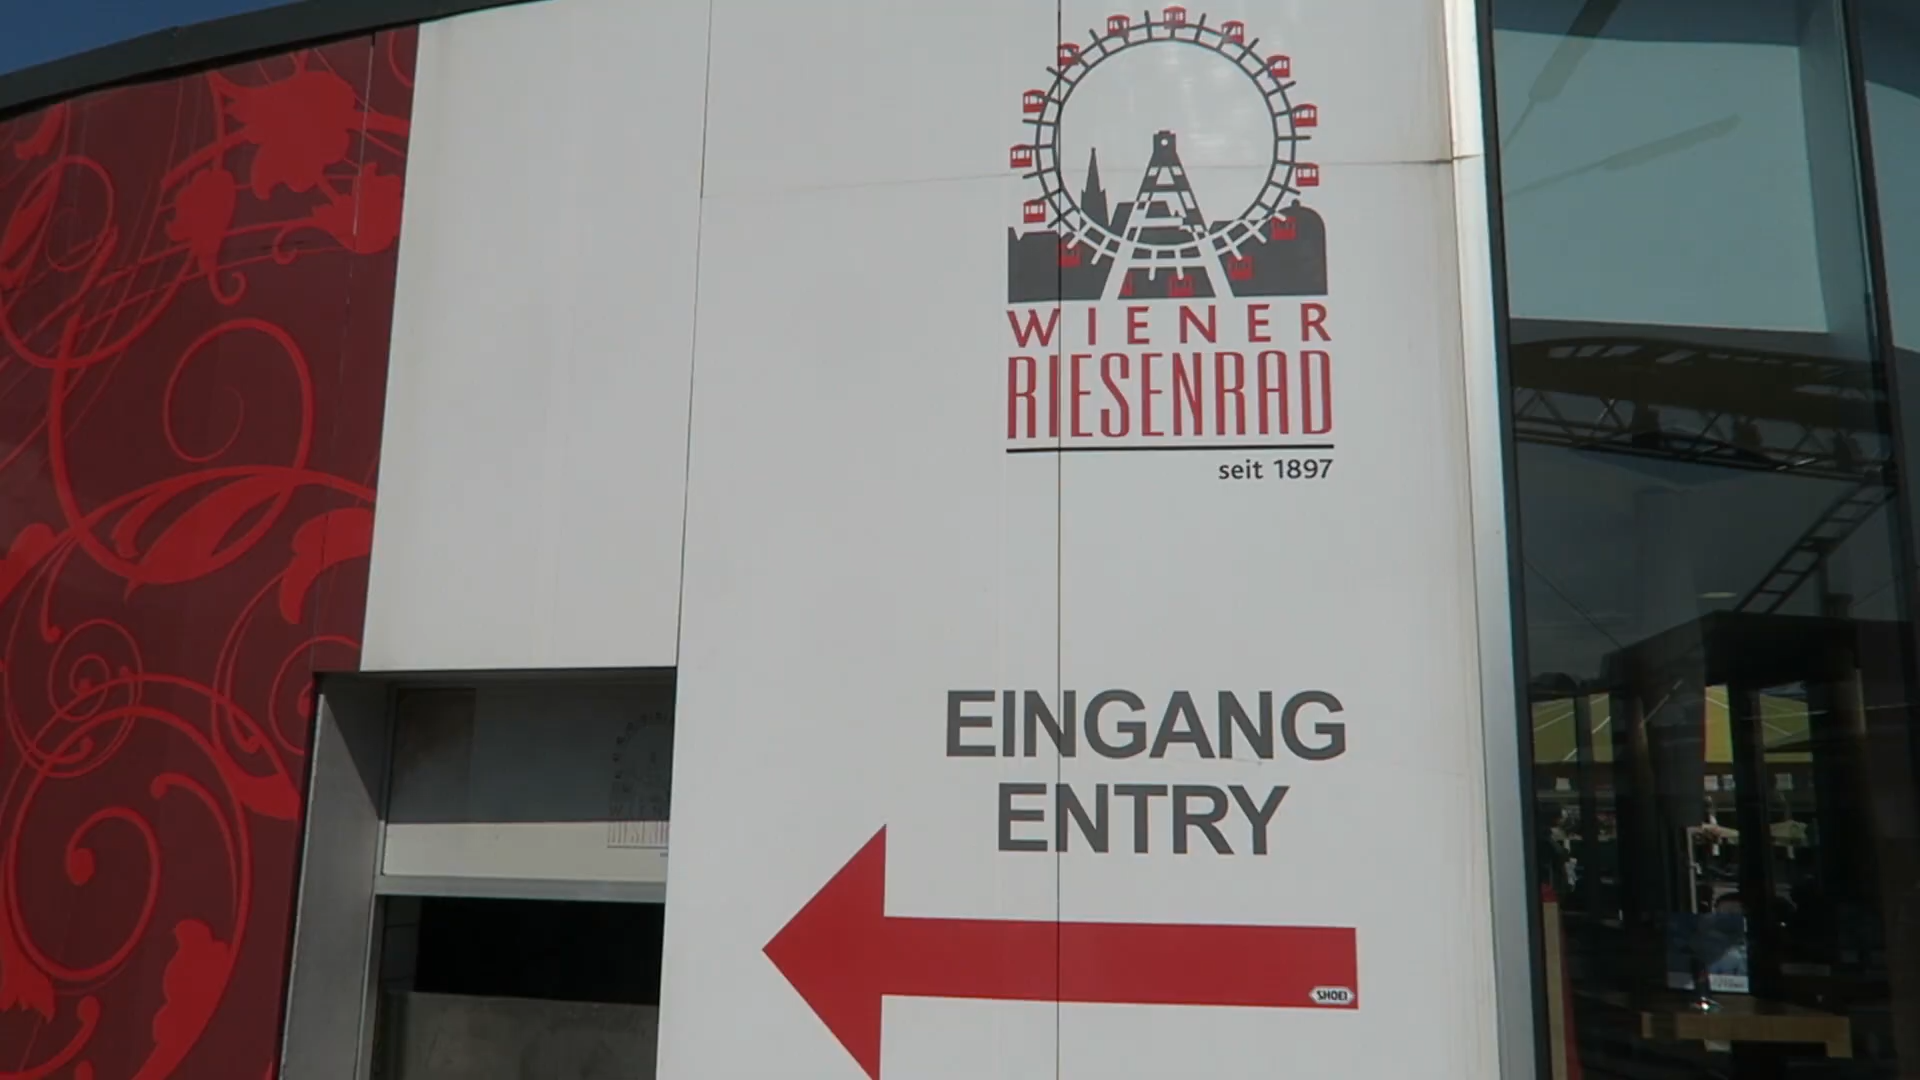 WIENER
RIESENRAD
seit 1897
EINGANG
ENTRY
SHOEI